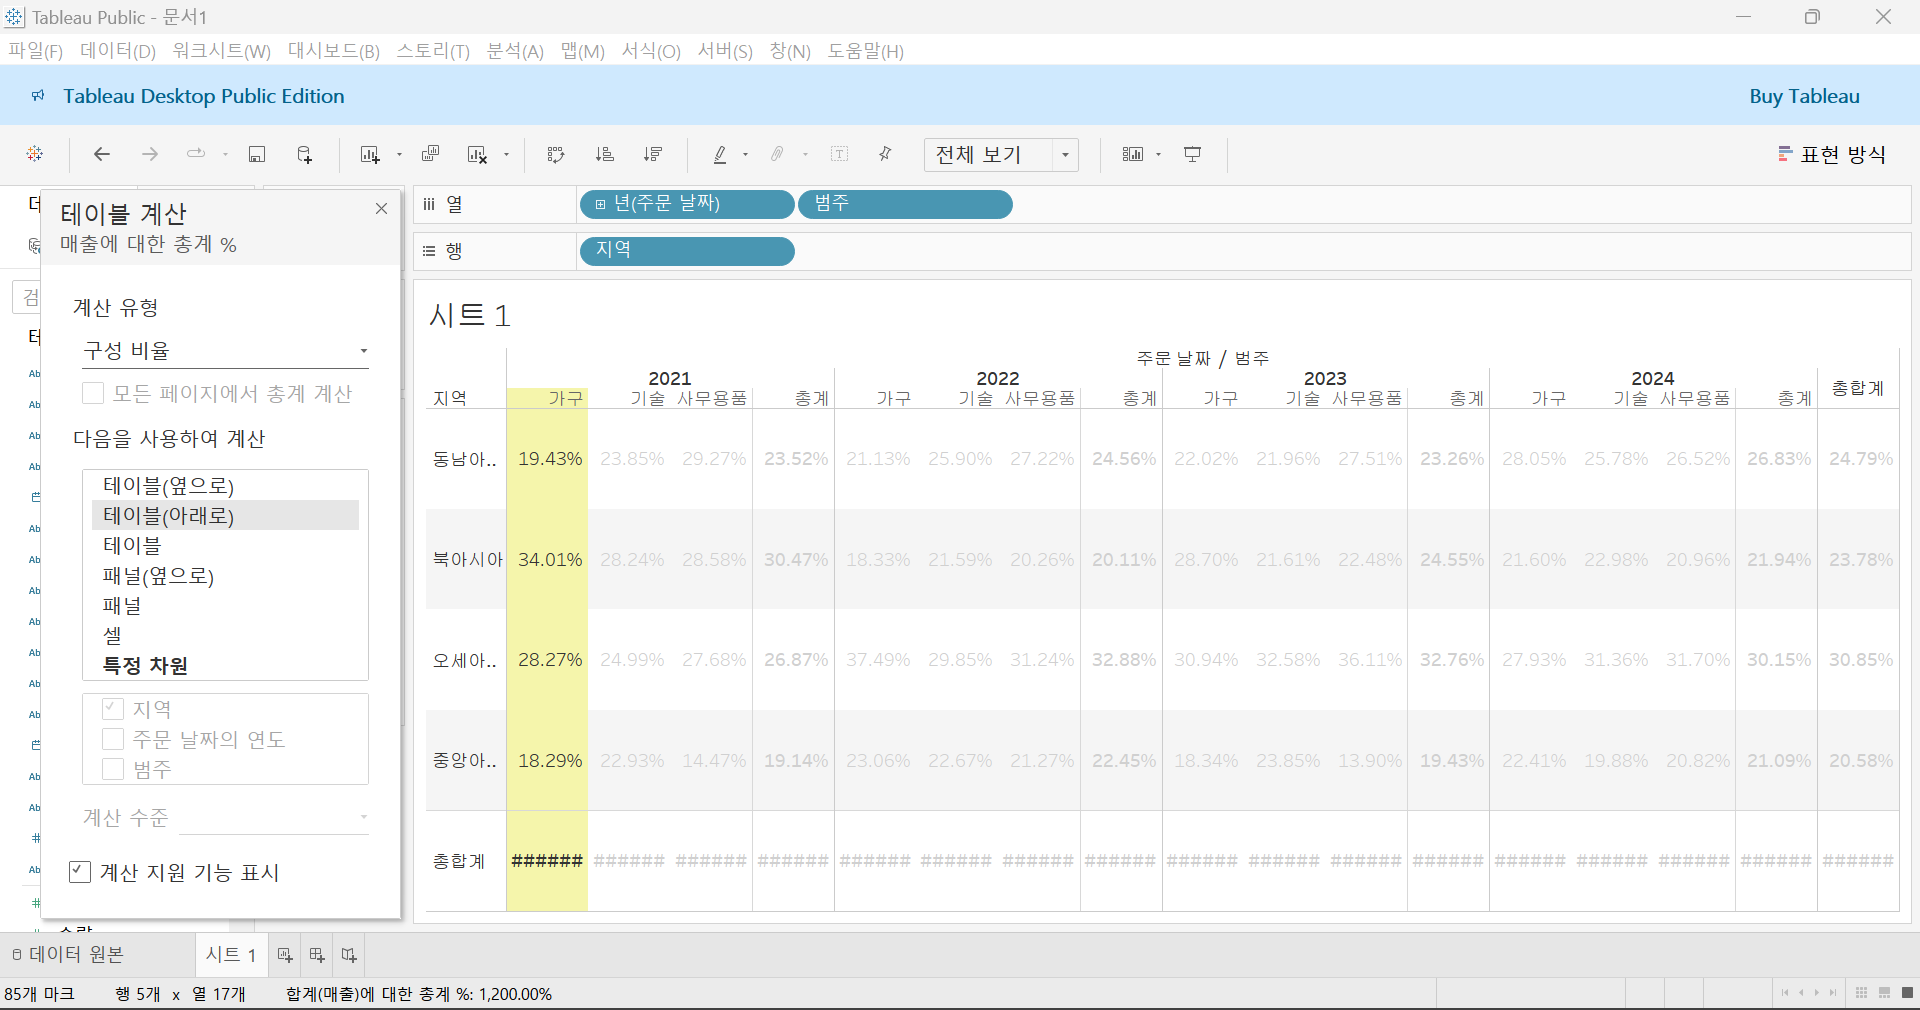 Tableau Public - 문서1
파일(F) 데이터(D) 워크시트(W) 대시보드(B) 스토리(T) 분석(A) 맵(M) 서식(O) 서버(S) 창(N) 도움말(H)
Tableau Desktop Public Edition Buy Tableau
전체 보기 표현 방식
테이블 계산
매출에 대한 총계 %
계산 유형
구성 비율
모든 페이지에서 총계 계산
다음을 사용하여 계산
테이블(옆으로)
테이블(아래로)
테이블
패널(옆으로)
패널
셀
특정 차원
지역
주문 날짜의 연도
범주
계산 수준
계산 지원 기능 표시
열 년(주문 날짜) 범주
행 지역
시트 1
주문 날짜 / 범주
2021 2022 2023 2024 총합계
지역 가구 기술 사무용품 총계 가구 기술 사무용품 총계 가구 기술 사무용품 총계 가구 기술 사무용품 총계
동남아.. 19.43% 23.85% 29.27% 23.52% 21.13% 25.90% 27.22% 24.56% 22.02% 21.96% 27.51% 23.26% 28.05% 25.78% 26.52% 26.83% 24.79%
북아시아 34.01% 28.24% 28.58% 30.47% 18.33% 21.59% 20.26% 20.11% 28.70% 21.61% 22.48% 24.55% 21.60% 22.98% 20.96% 21.94% 23.78%
오세아.. 28.27% 24.99% 27.68% 26.87% 37.49% 29.85% 31.24% 32.88% 30.94% 32.58% 36.11% 32.76% 27.93% 31.36% 31.70% 30.15% 30.85%
중앙아.. 18.29% 22.93% 14.47% 19.14% 23.06% 22.67% 21.27% 22.45% 18.34% 23.85% 13.90% 19.43% 22.41% 19.88% 20.82% 21.09% 20.58%
총합계 ###### ###### ###### ###### ###### ###### ###### ###### ###### ###### ###### ###### ###### ###### ###### ###### ######
데이터 원본 시트 1
85개 마크 행 5개 x 열 17개 합계(매출)에 대한 총계 %: 1,200.00%